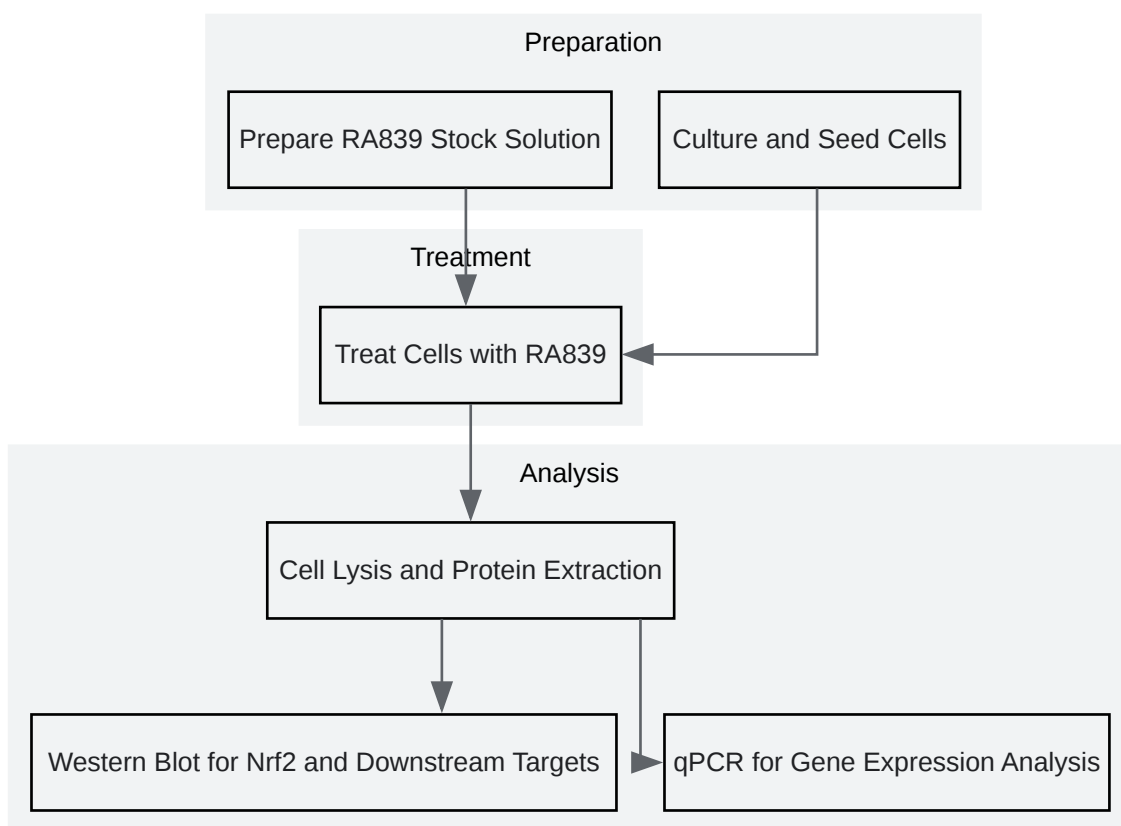 Preparation
Prepare RA839 Stock Solution
Culture and Seed Cells
Treatment
Treat Cells with RA839
Analysis
Cell Lysis and Protein Extraction
Western Blot for Nrf2 and Downstream Targets
qPCR for Gene Expression Analysis